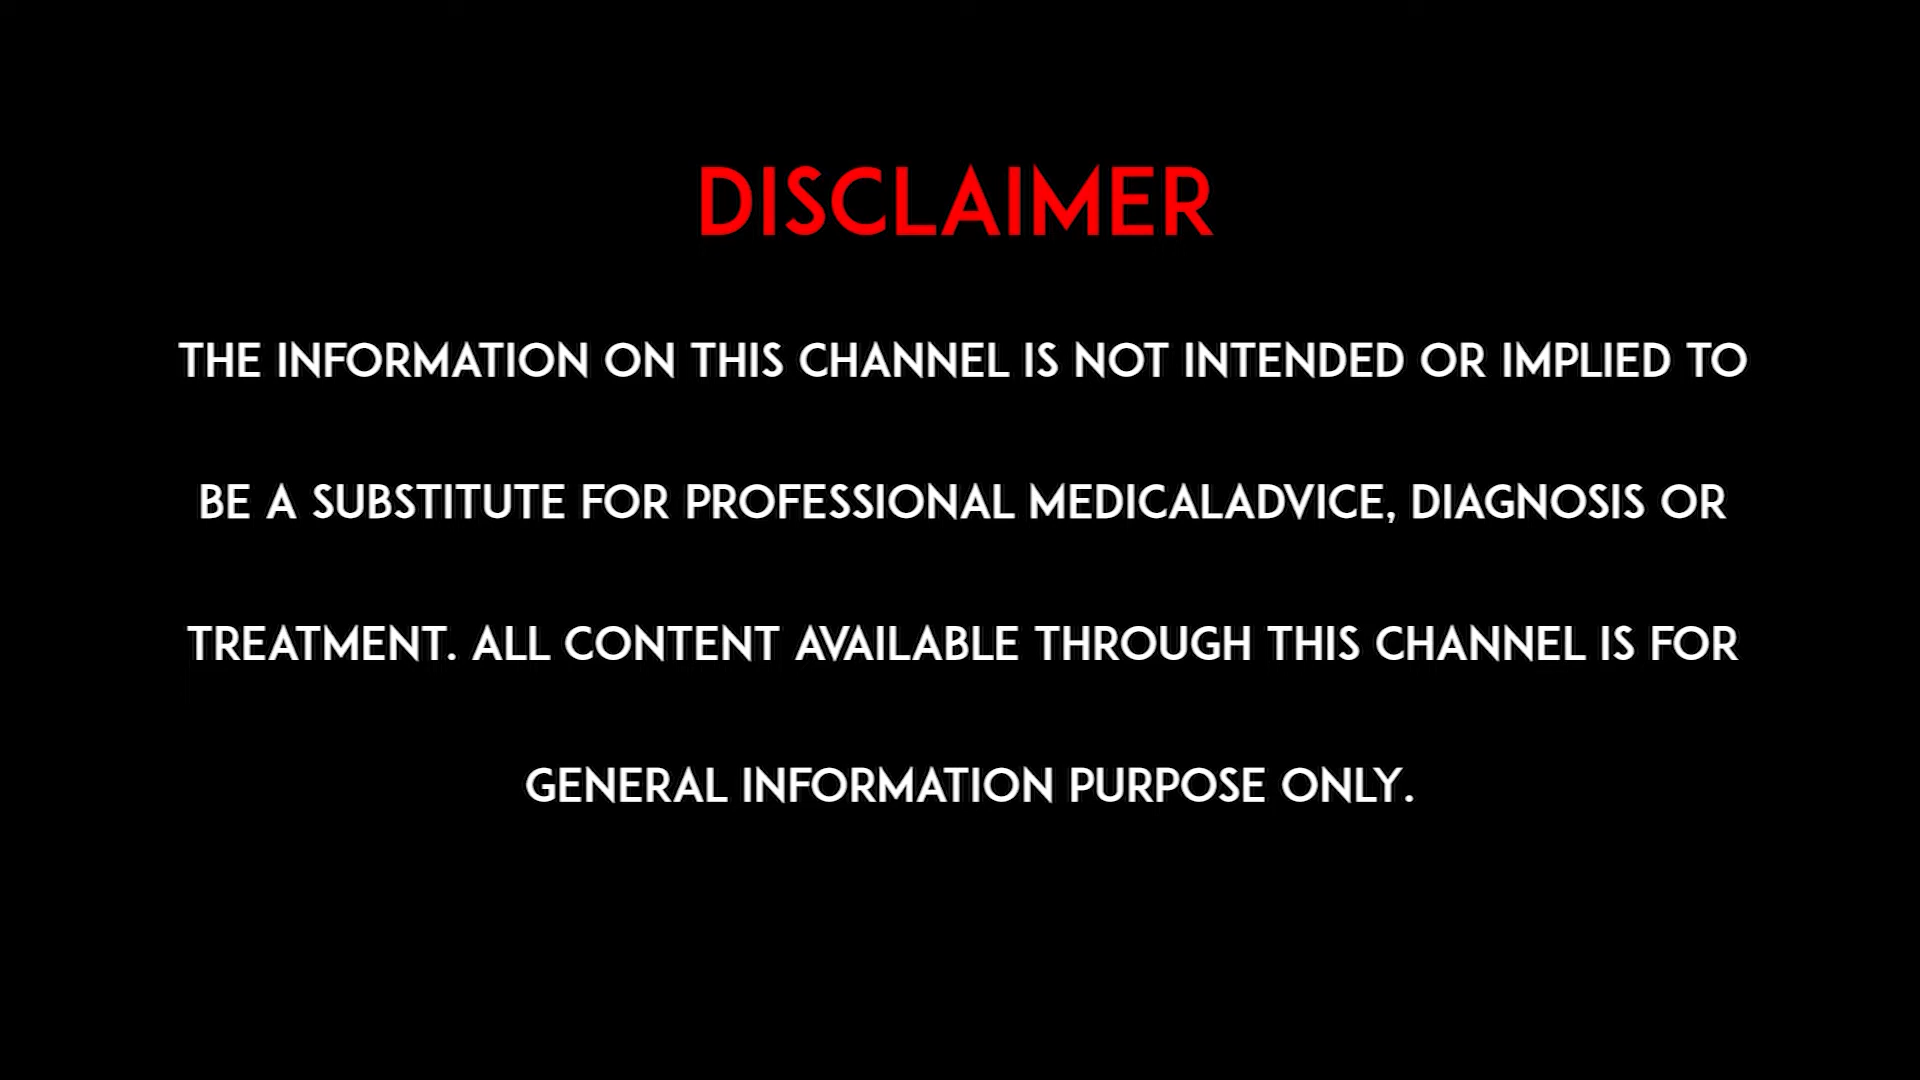 DISCLAIMER
THE INFORMATION ON THIS CHANNEL IS NOT INTENDED OR IMPLIED TO
BE A SUBSTITUTE FOR PROFESSIONAL MEDICALADVICE, DIAGNOSIS OR
TREATMENT. ALL CONTENT AVAILABLE THROUGH THIS CHANNEL IS FOR
GENERAL INFORMATION PURPOSE ONLY.